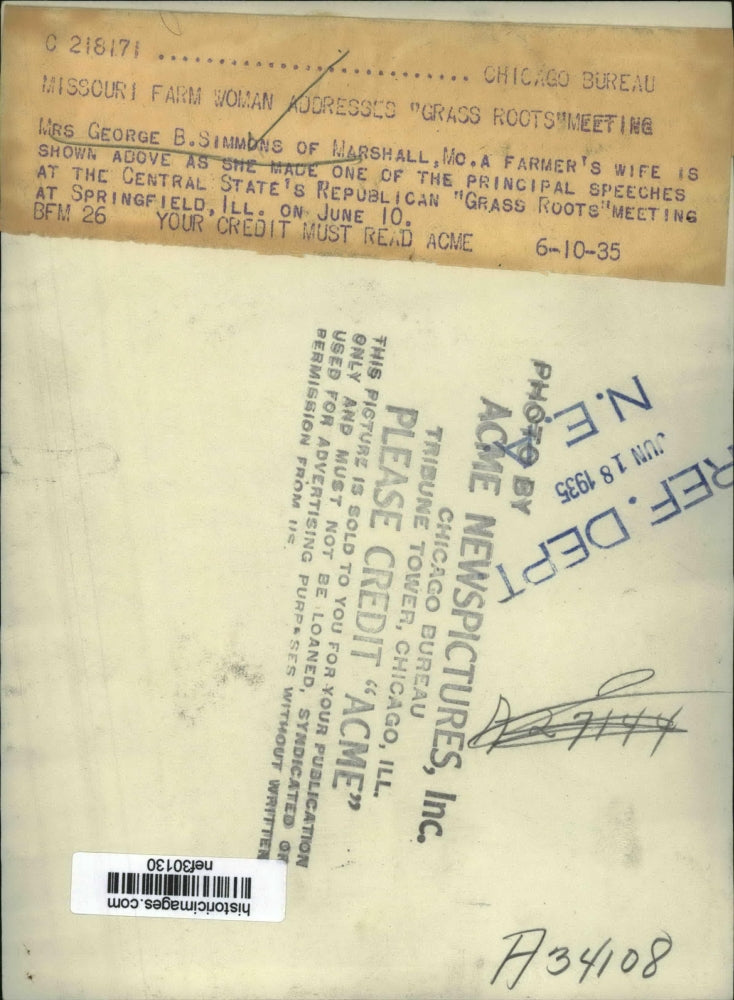 C 218171 .................................. CHICAGO BUREAU
MISSOURI FARM WOMAN ADDRESSES "GRASS ROOTS"MEETING
MRS GEORGE B.SIMMONS OF MARSHALL,MO.A FARMER'S WIFE IS
SHOWN ABOVE AS SHE MADE ONE OF THE PRINCIPAL SPEECHES
AT THE CENTRAL STATE'S REPUBLICAN "GRASS ROOTS"MEETING
AT SPRINGFIELD,ILL. ON JUNE 10.
BFM 26 YOUR CREDIT MUST READ ACME 6-10-35
PHOTO BY
ACME NEWSPICTURES, Inc.
CHICAGO BUREAU
TRIBUNE TOWER, CHICAGO, ILL.
PLEASE CREDIT "ACME"
THIS PICTURE IS SOLD TO YOU FOR YOUR PUBLICATION
ONLY AND MUST NOT BE LOANED, SYNDICATED OR
USED FOR ADVERTISING PURPOSES WITHOUT WRITTEN
PERMISSION FROM US.
REF. DEPT
JUN 18 1935
N.E.A
27144
A34108
historicimages.com
nef30130